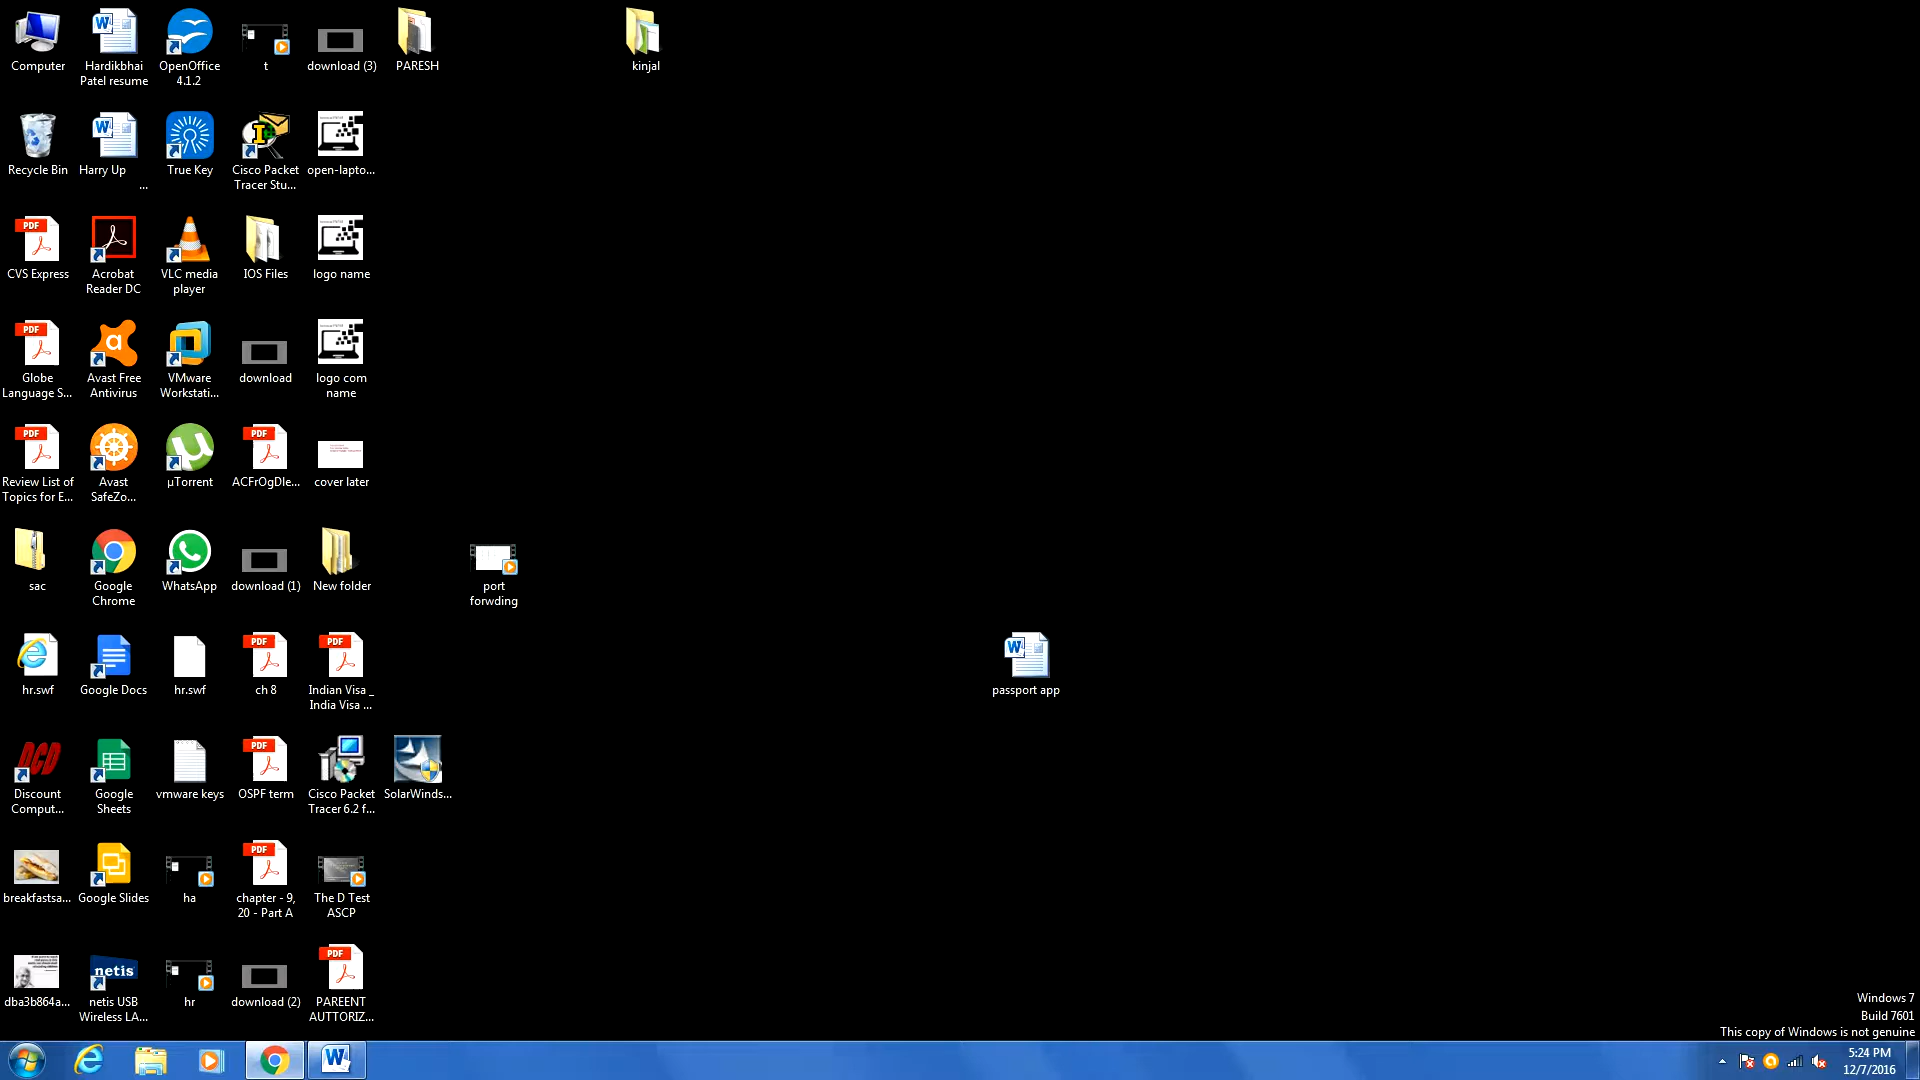 Computer
Hardikbhai
Patel resume
OpenOffice
4.1.2
t
download (3)
PARESH
kinjal
Recycle Bin
Harry Up
...
True Key
Cisco Packet
Tracer Stu...
open-lapto...
CVS Express
Acrobat
Reader DC
VLC media
player
IOS Files
logo name
Globe
Language S...
Avast Free
Antivirus
VMware
Workstati...
download
logo com
name
Review List of
Topics for E...
Avast
SafeZo...
µTorrent
ACFrOgDIe...
cover later
sac
Google
Chrome
WhatsApp
download (1)
New folder
port
forwding
hr.swf
Google Docs
hr.swf
ch 8
Indian Visa _
India Visa ...
passport app
Discount
Comput...
Google
Sheets
vmware keys
OSPF term
Cisco Packet
Tracer 6.2 f...
SolarWinds...
breakfastsa...
Google Slides
ha
chapter - 9,
20 - Part A
The D Test
ASCP
dba3b864a...
netis
netis USB
Wireless LA...
hr
download (2)
PAREENT
AUTTORIZ...
Windows 7
Build 7601
This copy of Windows is not genuine
5:24 PM
12/7/2016